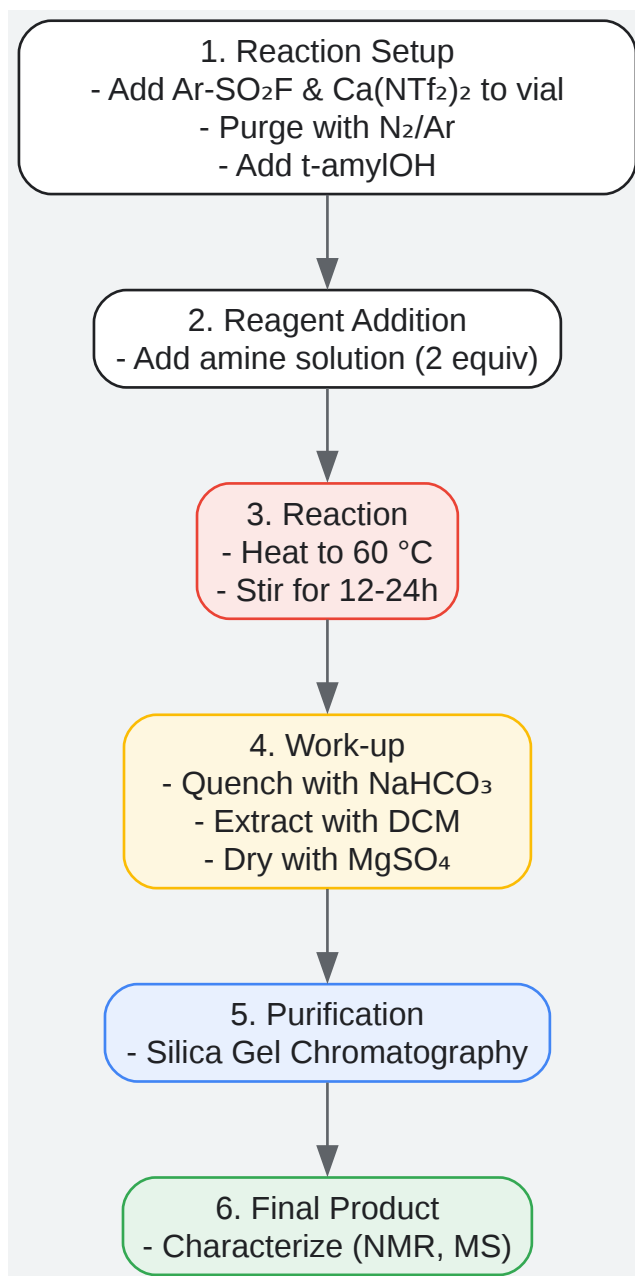 1. Reaction Setup
- Add Ar-SO₂F & Ca(NTf₂)₂ to vial
- Purge with N₂/Ar
- Add t-amylOH
2. Reagent Addition
- Add amine solution (2 equiv)
3. Reaction
- Heat to 60 °C
- Stir for 12-24h
4. Work-up
- Quench with NaHCO₃
- Extract with DCM
- Dry with MgSO₄
5. Purification
- Silica Gel Chromatography
6. Final Product
- Characterize (NMR, MS)